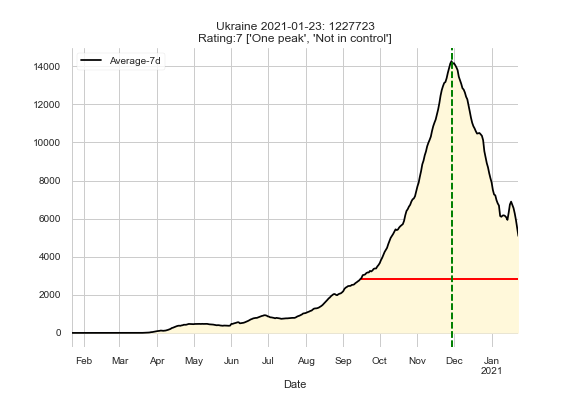 Ukraine 2021-01-23: 1227723
Rating:7 ['One peak', 'Not in control']
Average-7d
14000
12000
10000
8000
6000
4000
2000
0
Feb Mar Apr May Jun Jul Aug Sep Oct Nov Dec Jan
2021
Date